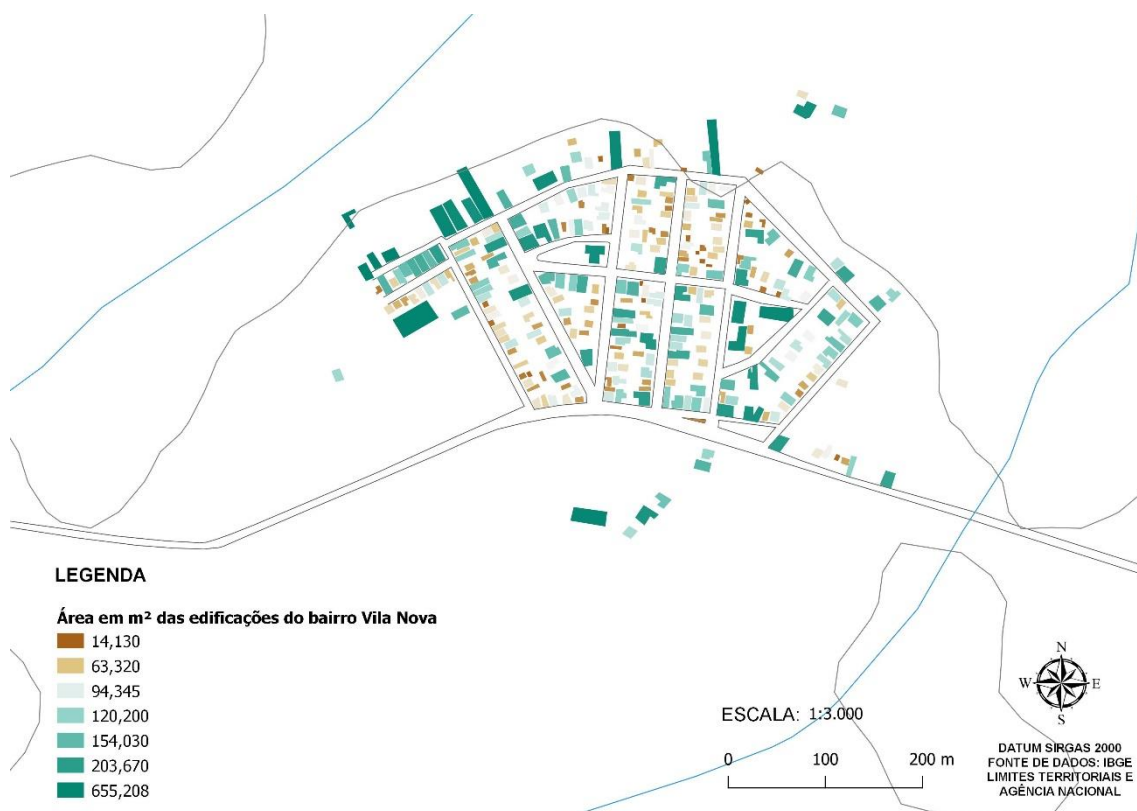 LEGENDA
Área em m² das edificações do bairro Vila Nova
14,130
63,320
94,345
120,200
154,030
203,670
655,208
ESCALA: 1:3.000
0 100 200 m
N
W E
S
DATUM SIRGAS 2000
FONTE DE DADOS: IBGE
LIMITES TERRITORIAIS E
AGÊNCIA NACIONAL